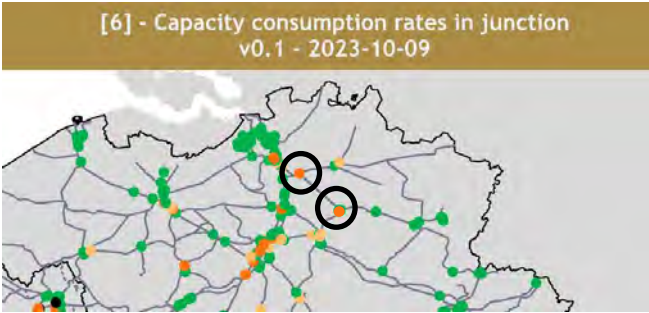 [6] - Capacity consumption rates in junction
v0.1 - 2023-10-09